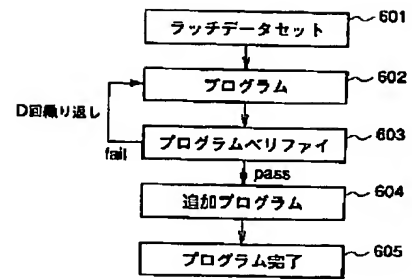 ラッチデータセット
601
プログラム
602
D回繰り返し
プログラムベリファイ
603
fail
pass
追加プログラム
604
プログラム完了
605